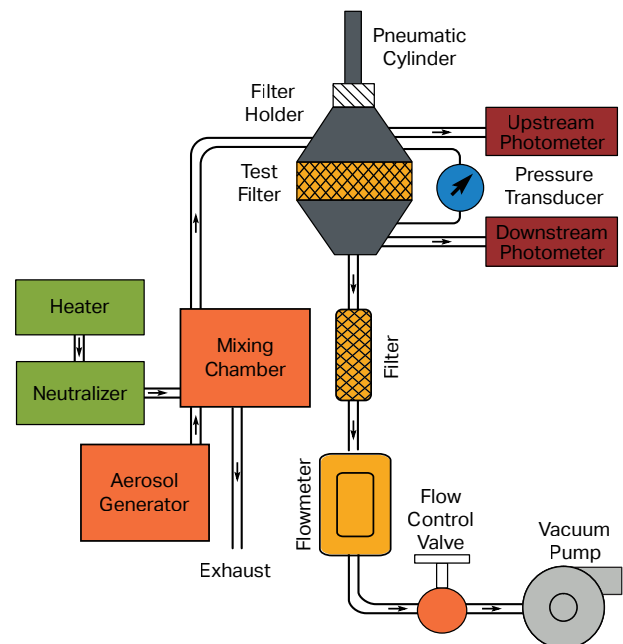 Pneumatic
Cylinder
Filter
Holder
Upstream
Photometer
Test
Filter
Pressure
Transducer
Downstream
Photometer
Heater
Mixing
Chamber
Filter
Neutralizer
Aerosol
Generator
Flowmeter
Flow
Control
Valve
Vacuum
Pump
Exhaust